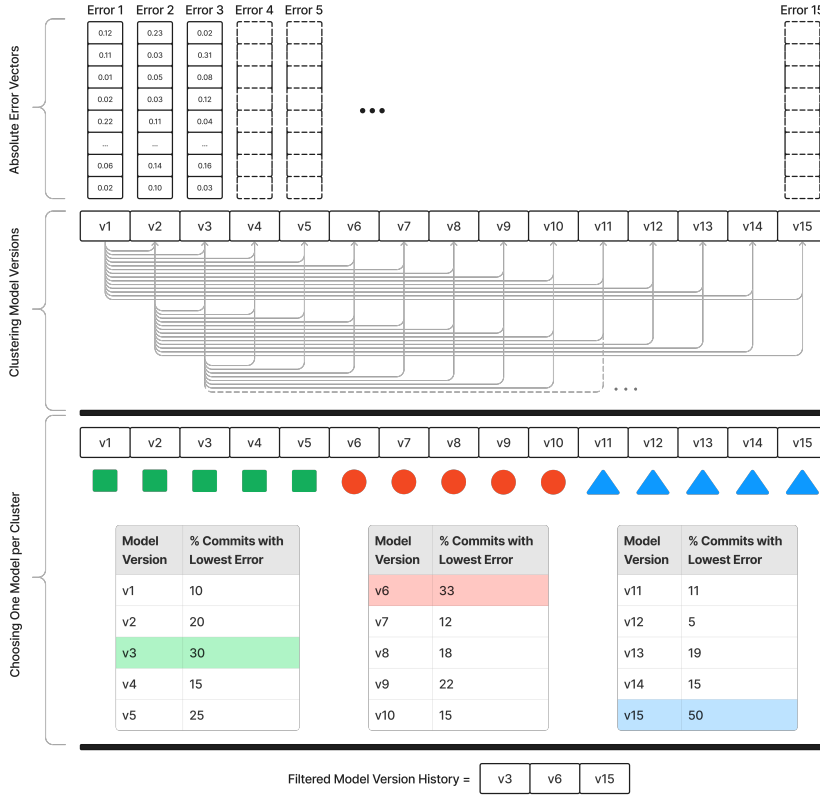 Error 1 Error 2 Error 3 Error 4 Error 5 Error 15
Absolute Error Vectors
0.12 0.23 0.02
0.11 0.03 0.31
0.01 0.05 0.08
0.02 0.03 0.12
0.22 0.11 0.04
... ... ...
0.06 0.14 0.16
0.02 0.10 0.03
Clustering Model Versions
v1 v2 v3 v4 v5 v6 v7 v8 v9 v10 v11 v12 v13 v14 v15
Choosing One Model per Cluster
v1 v2 v3 v4 v5 v6 v7 v8 v9 v10 v11 v12 v13 v14 v15
Model Version % Commits with Lowest Error
v1 10
v2 20
v3 30
v4 15
v5 25
Model Version % Commits with Lowest Error
v6 33
v7 12
v8 18
v9 22
v10 15
Model Version % Commits with Lowest Error
v11 11
v12 5
v13 19
v14 15
v15 50
Filtered Model Version History = v3 v6 v15